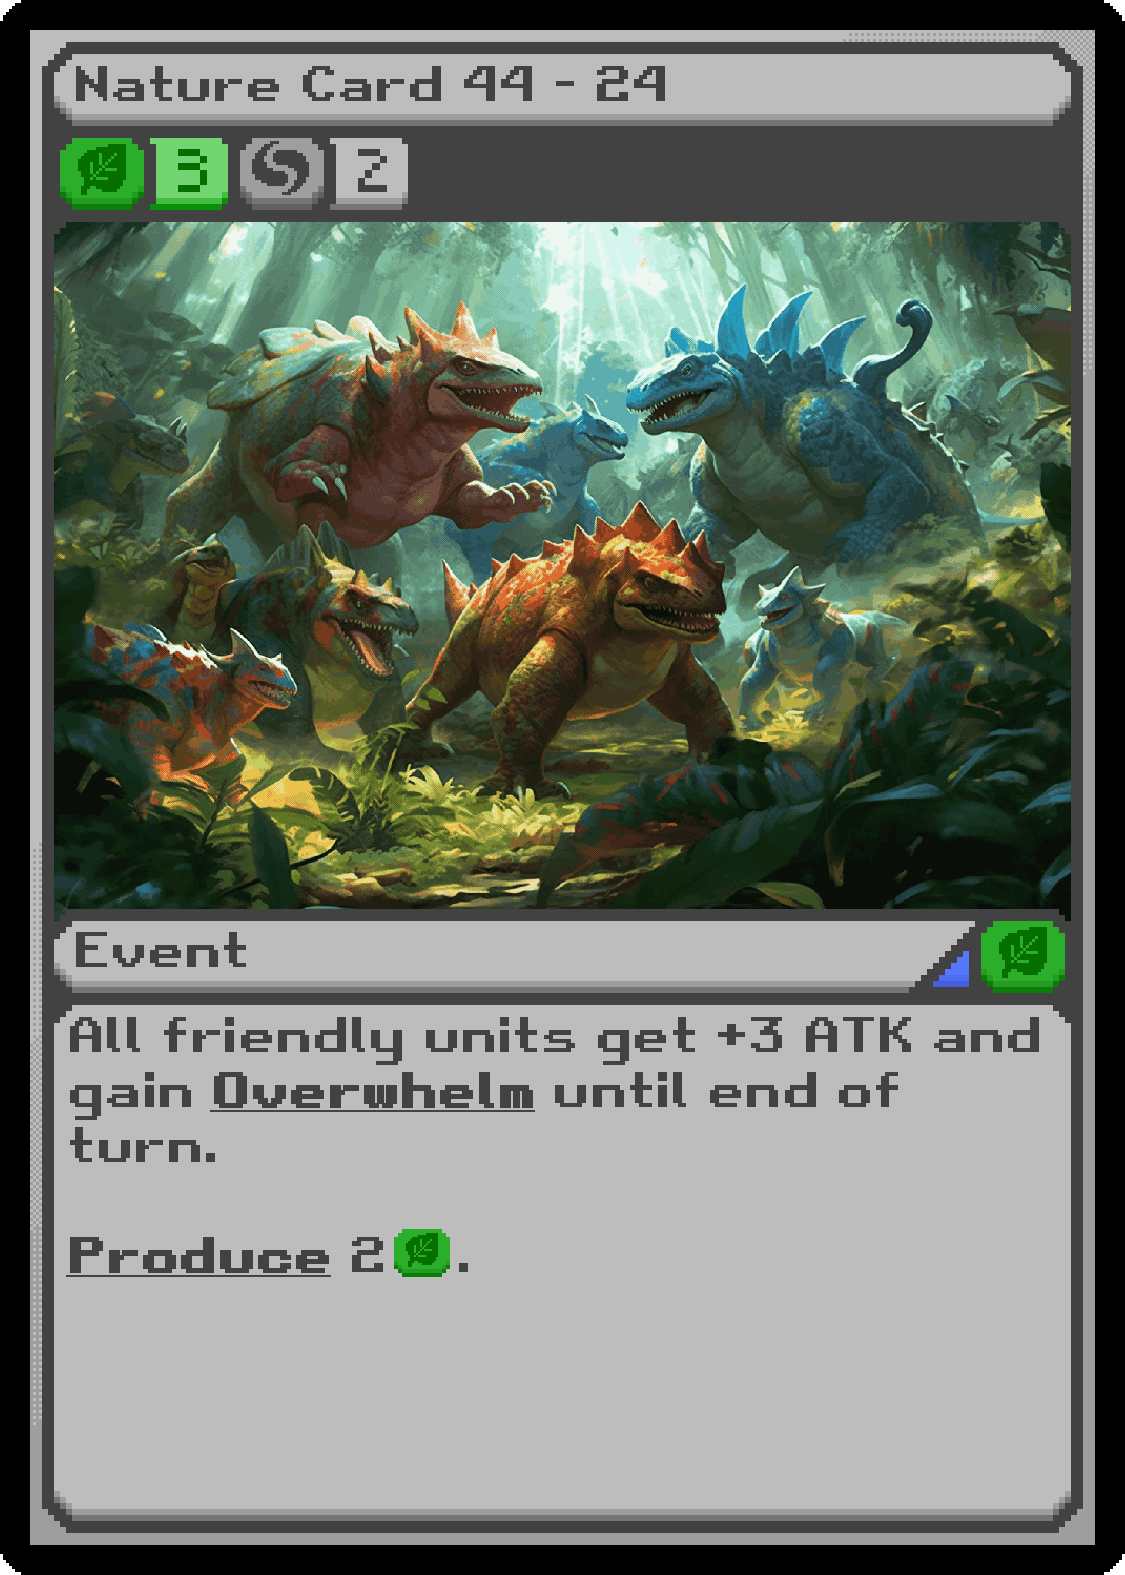 Nature Card 44 - 24
3 2
Event
All friendly units get +3 ATK and
gain Overwhelm until end of
turn.
Produce 2.